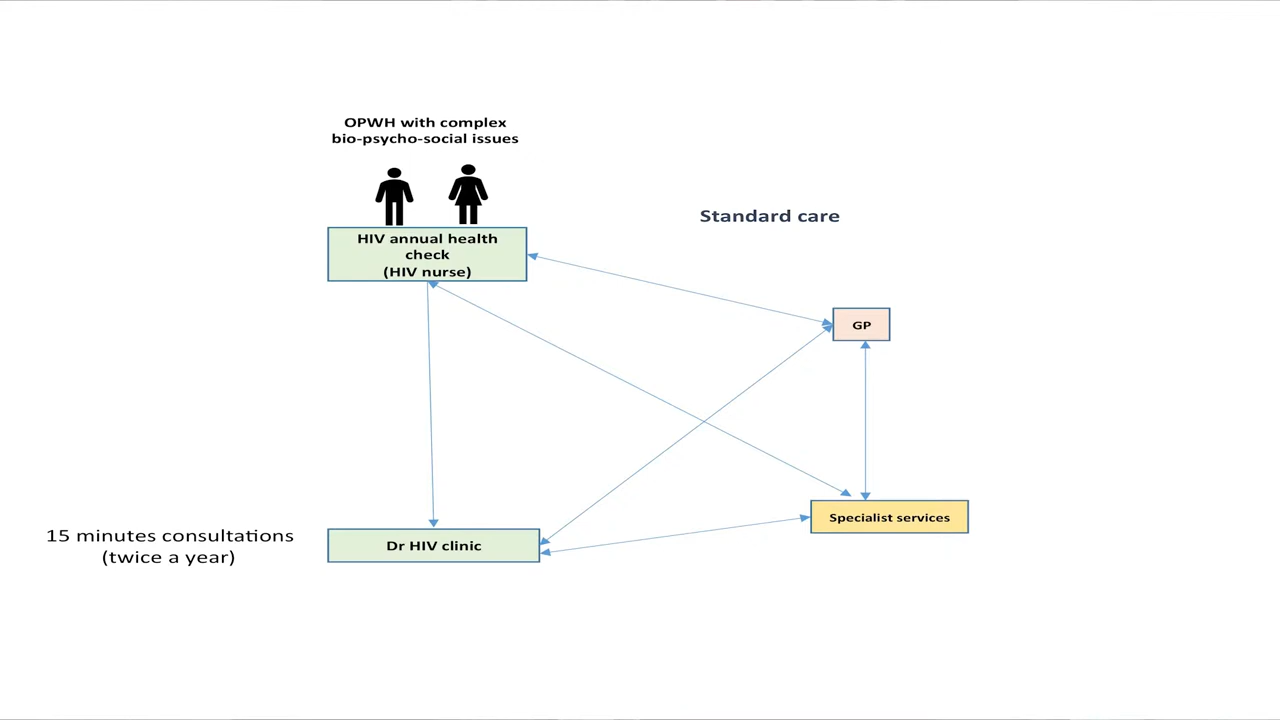 OPWH with complex
bio-psycho-social issues
Standard care
HIV annual health
check
(HIV nurse)
GP
Specialist services
15 minutes consultations
(twice a year)
Dr HIV clinic